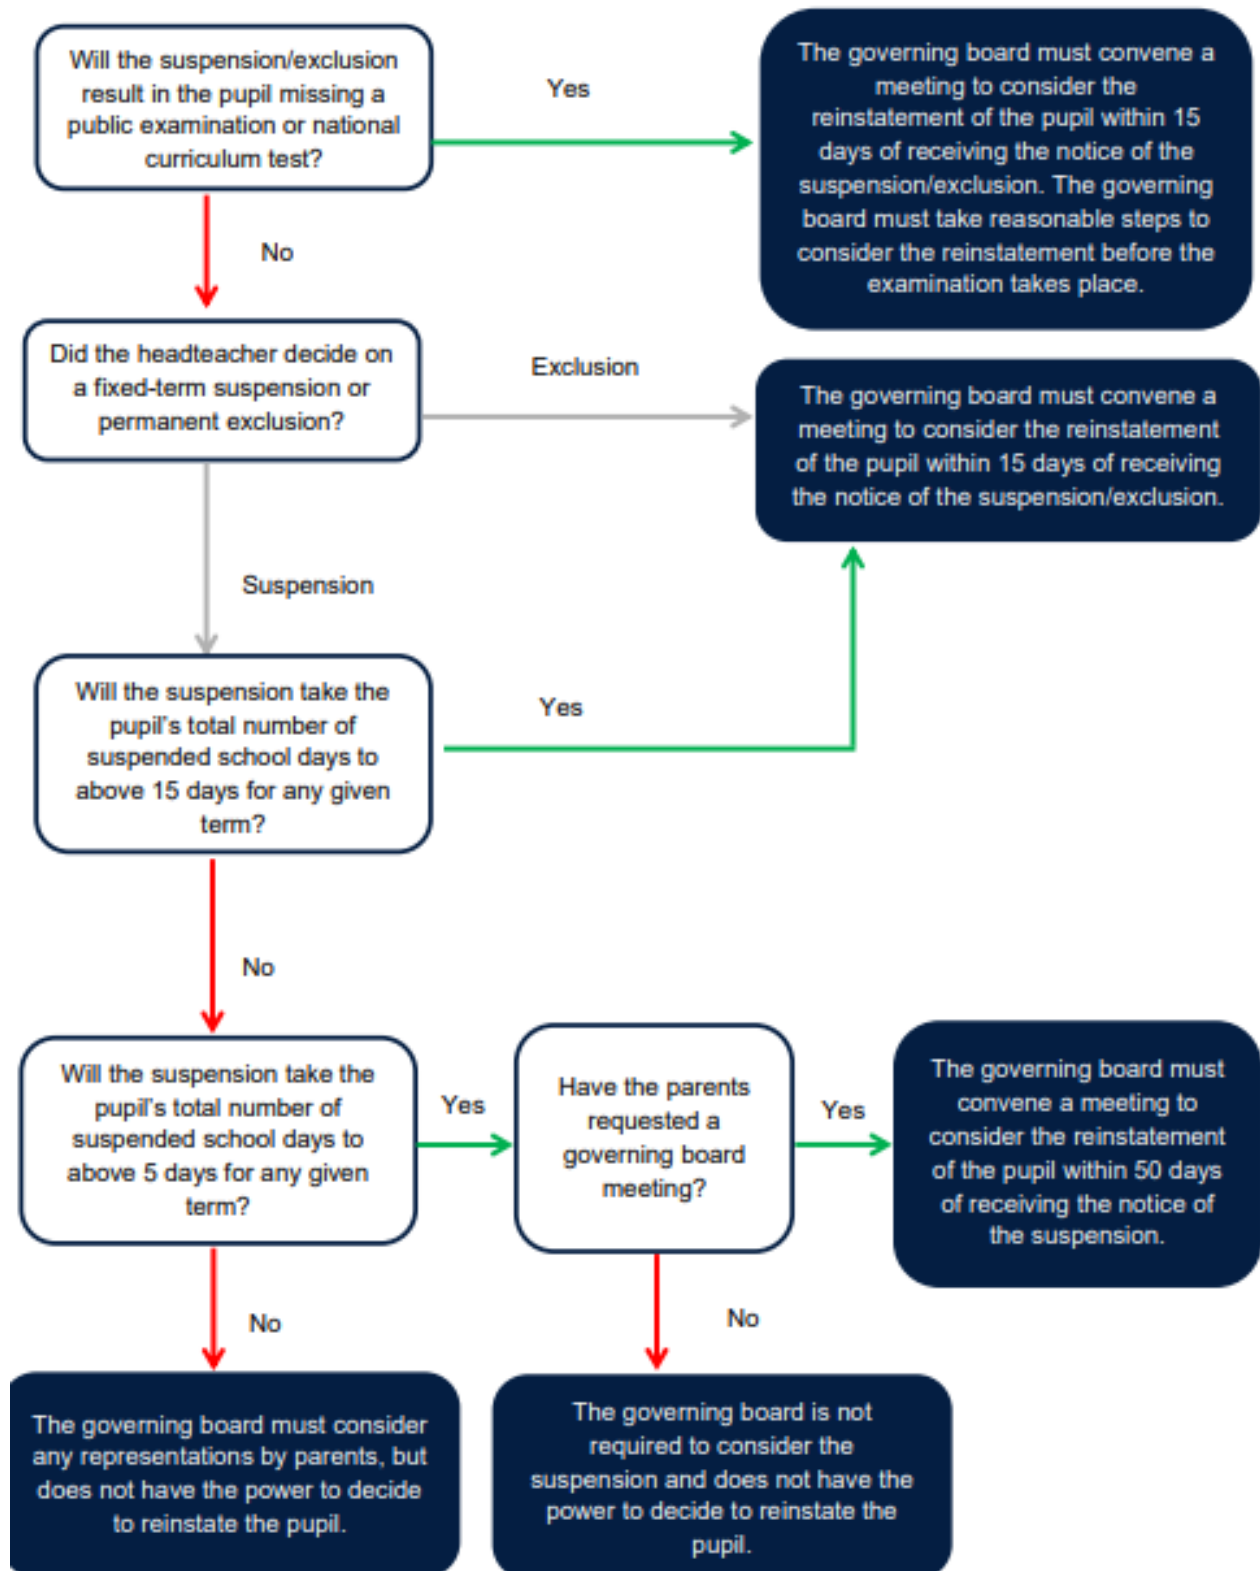 Will the suspension/exclusion
result in the pupil missing a
public examination or national
curriculum test?
Yes
The governing board must convene a
meeting to consider the
reinstatement of the pupil within 15
days of receiving the notice of the
suspension/exclusion. The governing
board must take reasonable steps to
consider the reinstatement before the
examination takes place.
No
Did the headteacher decide on
a fixed-term suspension or
permanent exclusion?
Exclusion
The governing board must convene a
meeting to consider the reinstatement
of the pupil within 15 days of receiving
the notice of the suspension/exclusion.
Suspension
Will the suspension take the
pupil's total number of
suspended school days to
above 15 days for any given
term?
Yes
No
Will the suspension take the
pupil's total number of
suspended school days to
above 5 days for any given
term?
Yes
Have the parents
requested a
governing board
meeting?
Yes
The governing board must
convene a meeting to
consider the reinstatement
of the pupil within 50 days
of receiving the notice of
the suspension.
No
No
The governing board must consider
any representations by parents, but
does not have the power to decide
to reinstate the pupil.
The governing board is not
required to consider the
suspension and does not have the
power to decide to reinstate the
pupil.